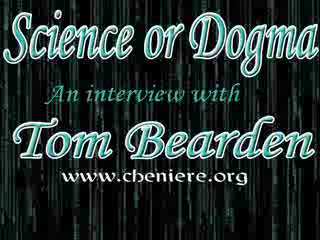 Science or Dogma
An interview with
Tom Bearden
www.cheniere.org